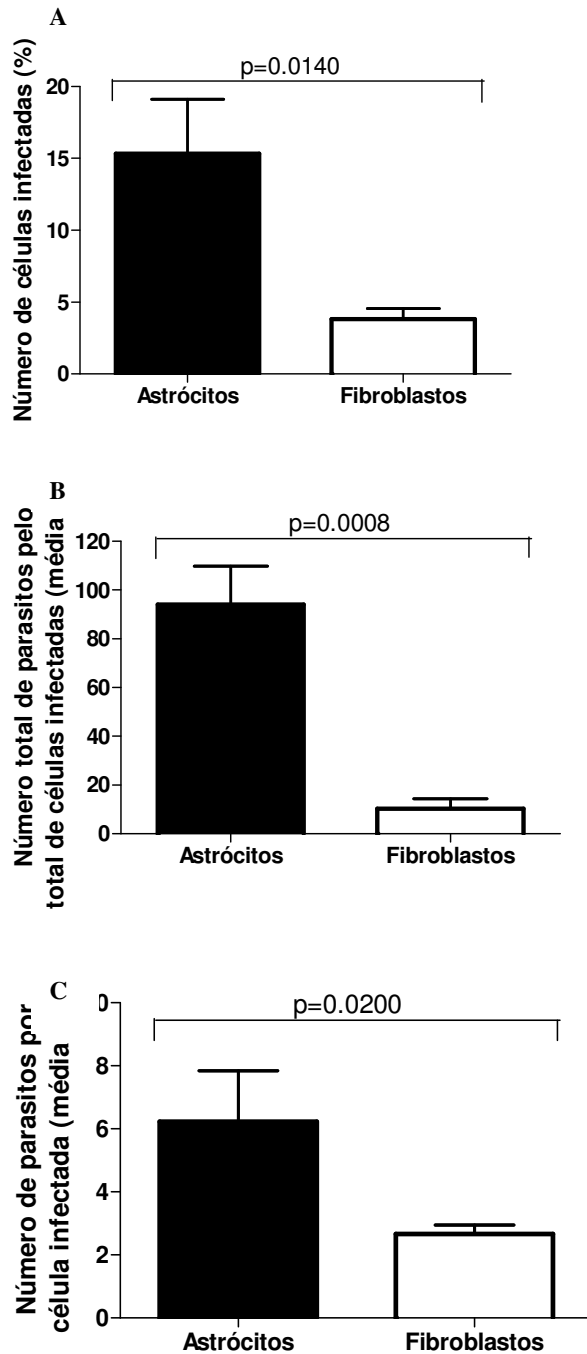 A
p=0.0140
Número de células infectadas (%)
20
15
10
5
0
Astrócitos
Fibroblastos
B
p=0.0008
Número total de parasitos pelo
total de células infectadas (média
120
100
80
60
40
20
0
Astrócitos
Fibroblastos
C
p=0.0200
Número de parasitos por
célula infectada (média
0
8
6
4
2
0
Astrócitos
Fibroblastos